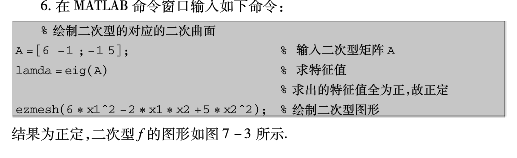 6. 在 MATLAB 命令窗口输入如下命令：
% 绘制二次型的对应的二次曲面
A=[6 -1 ;-1 5]; % 输入二次型矩阵 A
lamda=eig(A) % 求特征值
% 求出的特征值全为正,故正定
ezmesh(6*x1^2-2*x1*x2+5*x2^2); % 绘制二次型图形
结果为正定,二次型 f 的图形如图 7-3 所示.